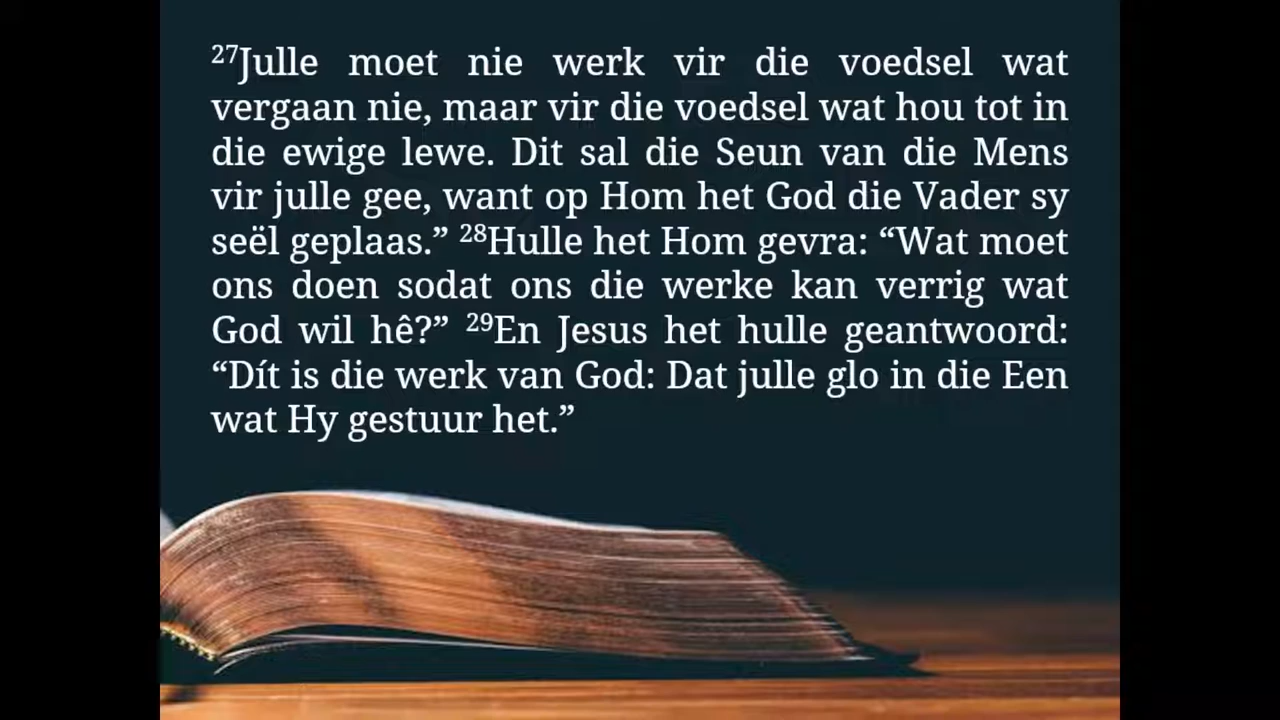 27Julle moet nie werk vir die voedsel wat
vergaan nie, maar vir die voedsel wat hou tot in
die ewige lewe. Dit sal die Seun van die Mens
vir julle gee, want op Hom het God die Vader sy
seël geplaas.” 28Hulle het Hom gevra: “Wat moet
ons doen sodat ons die werke kan verrig wat
God wil hê?” 29En Jesus het hulle geantwoord:
“Dít is die werk van God: Dat julle glo in die Een
wat Hy gestuur het.”